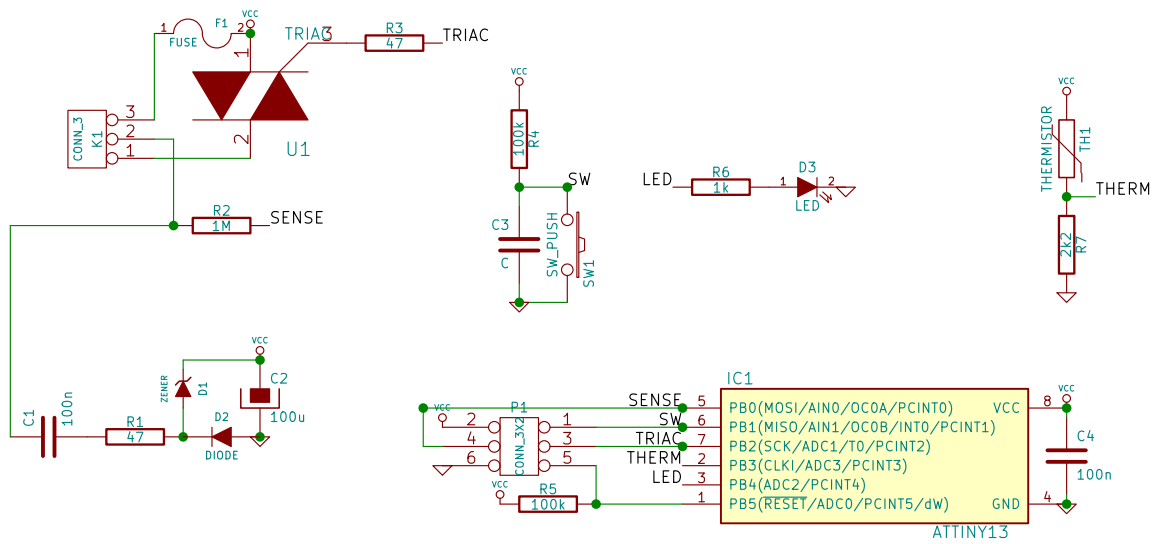 VCC
1
F1
2
FUSE
TRIAC
3
R3
47
TRIAC
1
2
U1
CONN_3
K1
3
2
1
R2
1M
SENSE
VCC
100k
R4
SW
C3
C
SW_PUSH
SW1
LED
R6
1k
1
D3
2
LED
VCC
THERMISTOR
TH1
THERM
2k2
R7
C1
100n
R1
47
ZENER
D1
D2
DIODE
VCC
C2
100u
VCC
P1
CONN_3X2
2
4
6
1
3
5
VCC
R5
100k
IC1
SENSE 5 PB0(MOSI/AIN0/OC0A/PCINT0)
SW 6 PB1(MISO/AIN1/OC0B/INT0/PCINT1)
TRIAC 7 PB2(SCK/ADC1/T0/PCINT2)
THERM 2 PB3(CLKI/ADC3/PCINT3)
LED 3 PB4(ADC2/PCINT4)
1 PB5(RESET/ADC0/PCINT5/dW)
VCC 8
GND 4
ATTINY13
VCC
C4
100n